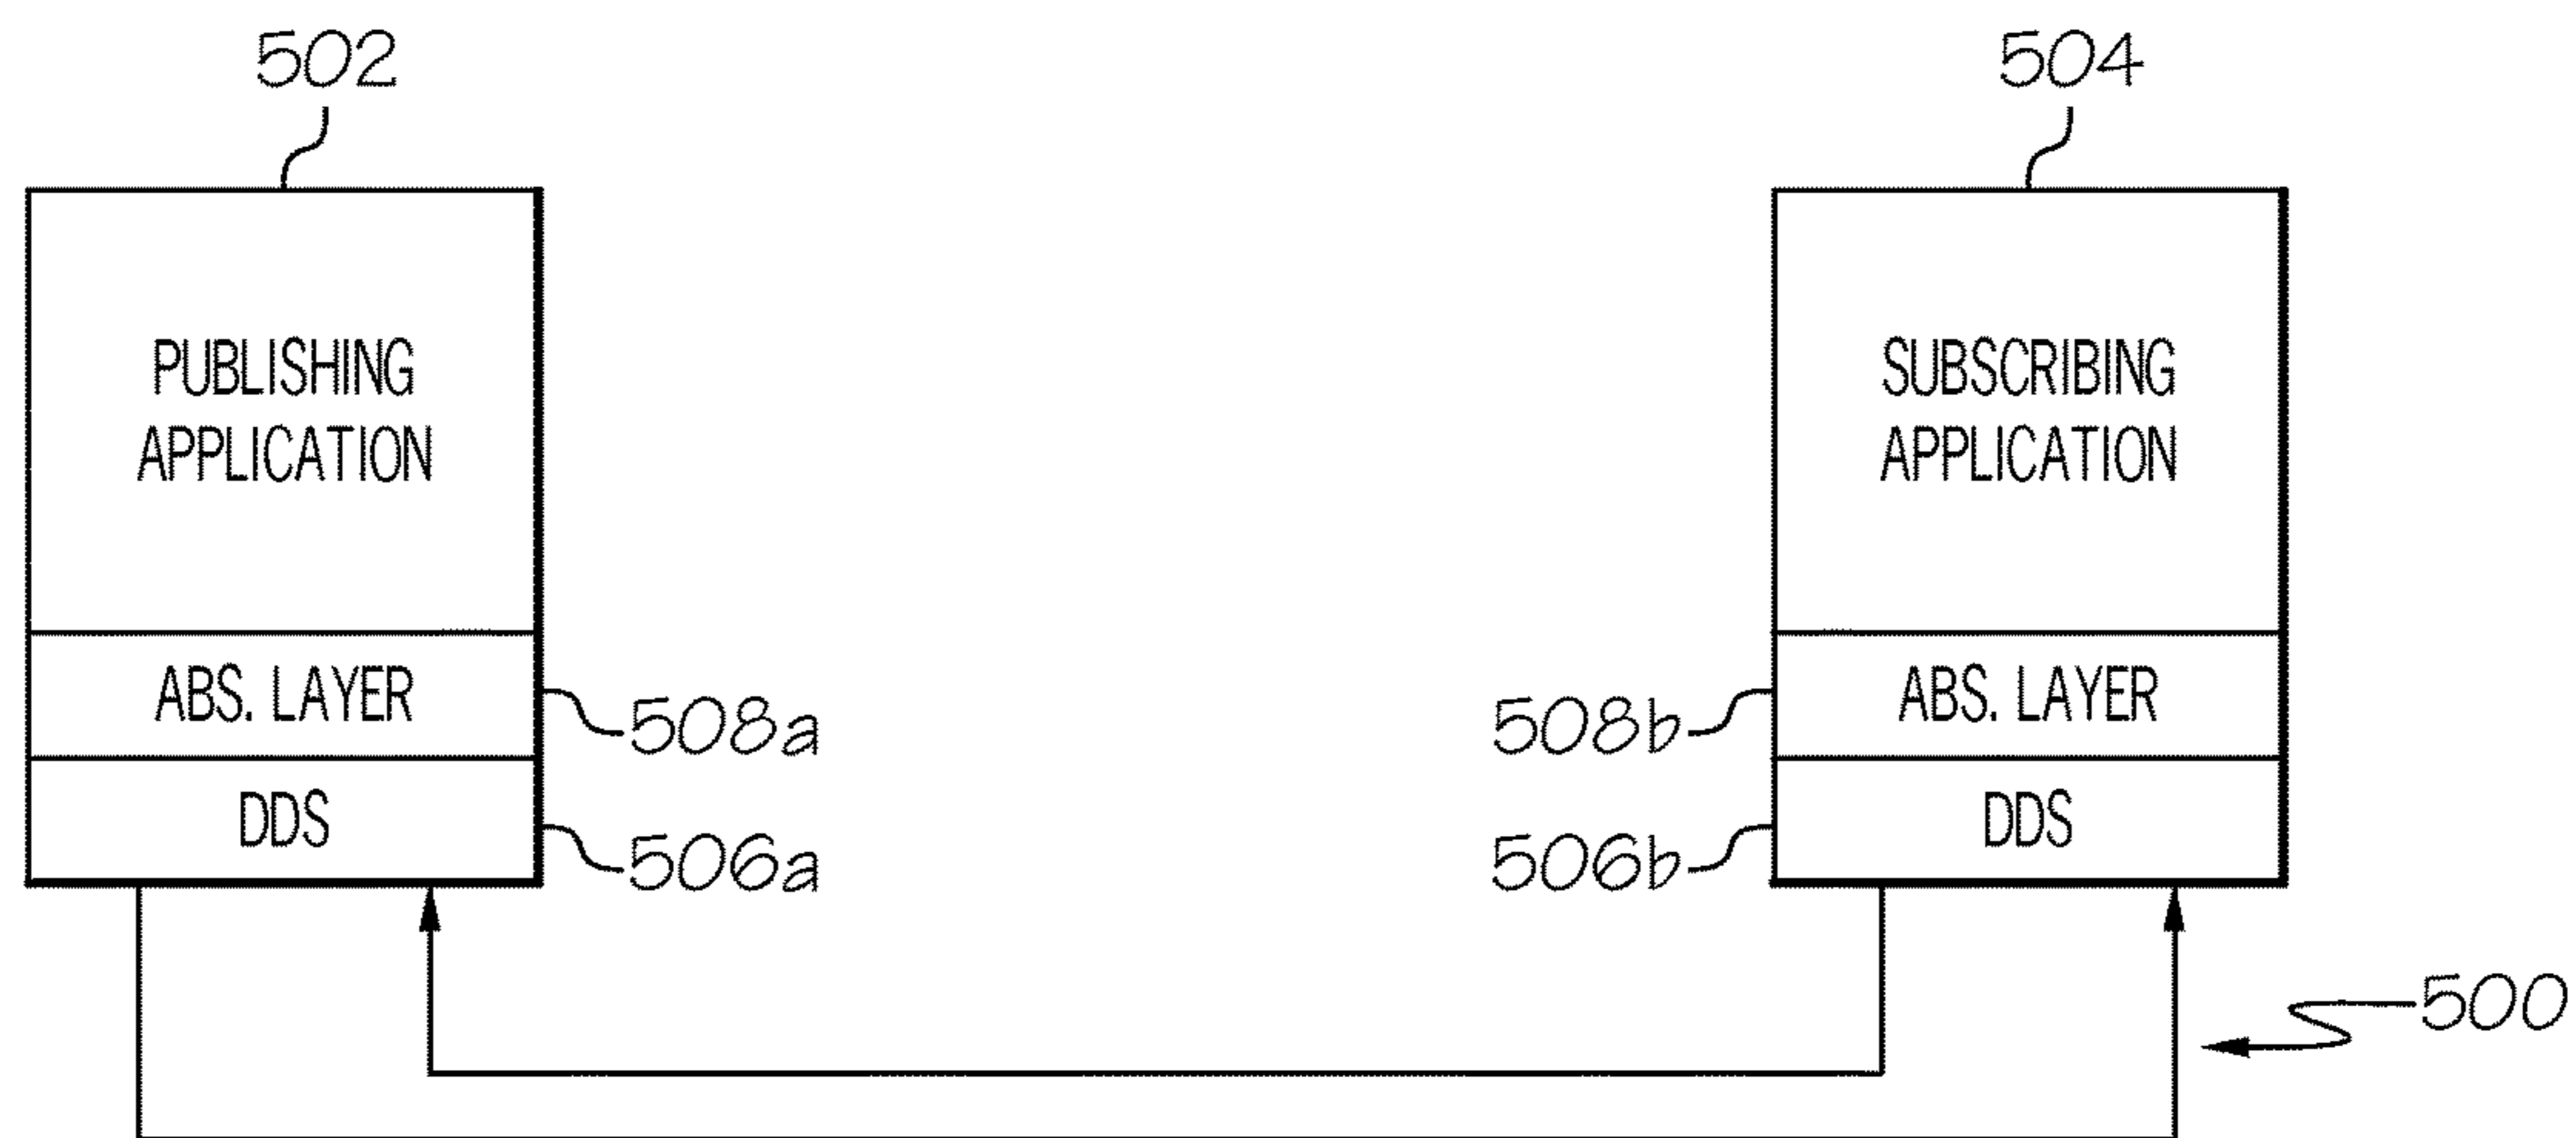 502
504
PUBLISHING
APPLICATION
SUBSCRIBING
APPLICATION
ABS. LAYER
508a
508b
ABS. LAYER
DDS
506a
506b
DDS
500